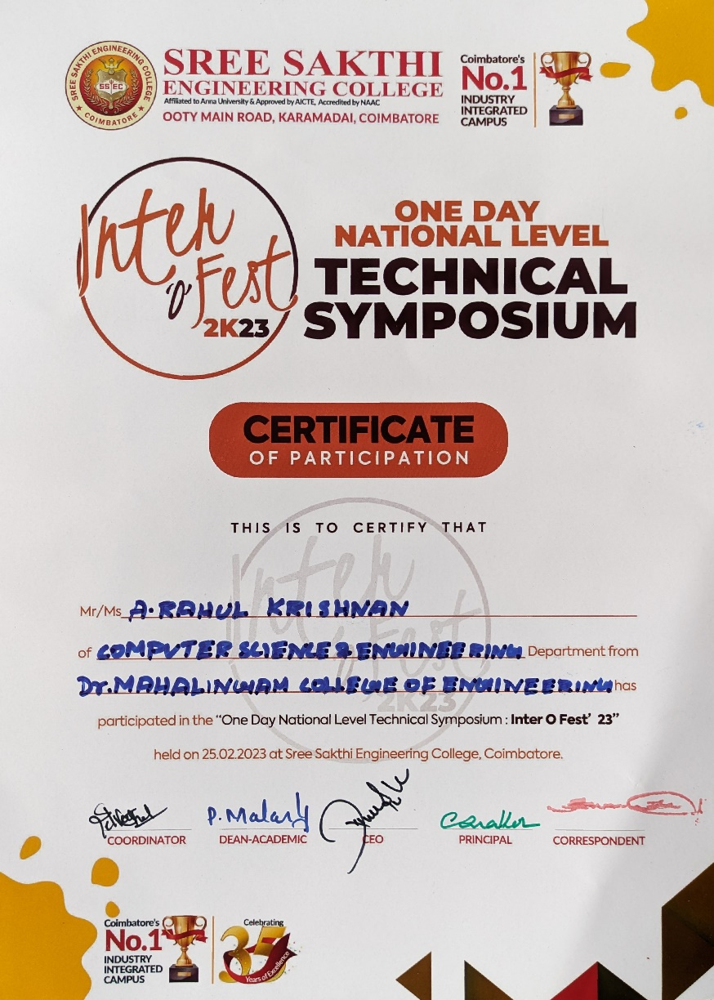 SREE SAKTHI ENGINEERING COLLEGE
SSEC
COIMBATORE
SREE SAKTHI
ENGINEERING COLLEGE
Affiliated to Anna University & Approved by AICTE, Accredited by NAAC
OOTY MAIN ROAD, KARAMADAI, COIMBATORE
Coimbatore's
No.1
INDUSTRY
INTEGRATED
CAMPUS
Inter
'O' Fest
2K23
ONE DAY
NATIONAL LEVEL
TECHNICAL
SYMPOSIUM
CERTIFICATE
OF PARTICIPATION
THIS IS TO CERTIFY THAT
Inter
O Fest
2K23
Mr/Ms A.RAHUL KRISHNAN
of COMPUTER SCIENCE & ENGINEERING Department from
Dr.MAHALINGAM COLLEGE OF ENGINEERING has
participated in the "One Day National Level Technical Symposium : Inter O Fest' 23"
held on 25.02.2023 at Sree Sakthi Engineering College, Coimbatore.
P. Malar
COORDINATOR DEAN-ACADEMIC CEO PRINCIPAL CORRESPONDENT
Coimbatore's
No.1
INDUSTRY
INTEGRATED
CAMPUS
Celebrating
35
Years of Excellence